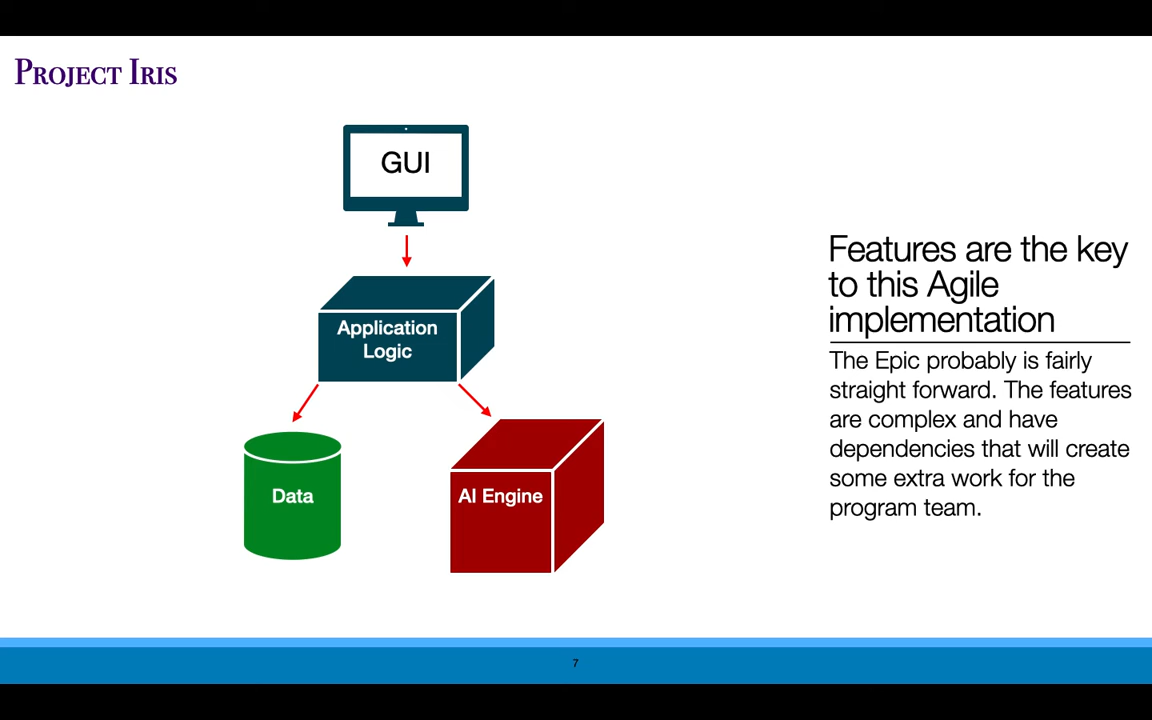 Project Iris
GUI
Application
Logic
Data
AI Engine
Features are the key
to this Agile
implementation
The Epic probably is fairly
straight forward. The features
are complex and have
dependencies that will create
some extra work for the
program team.
7